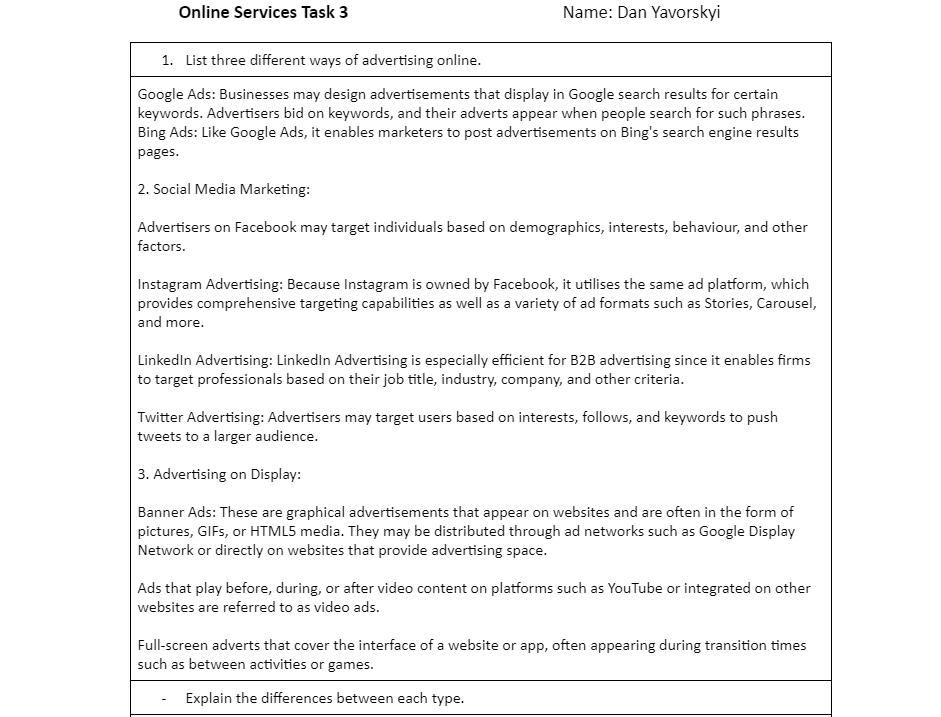 Online Services Task 3 Name: Dan Yavorskyi
1. List three different ways of advertising online.
Google Ads: Businesses may design advertisements that display in Google search results for certain
keywords. Advertisers bid on keywords, and their adverts appear when people search for such phrases.
Bing Ads: Like Google Ads, it enables marketers to post advertisements on Bing's search engine results
pages.
2. Social Media Marketing:
Advertisers on Facebook may target individuals based on demographics, interests, behaviour, and other
factors.
Instagram Advertising: Because Instagram is owned by Facebook, it utilises the same ad platform, which
provides comprehensive targeting capabilities as well as a variety of ad formats such as Stories, Carousel,
and more.
LinkedIn Advertising: LinkedIn Advertising is especially efficient for B2B advertising since it enables firms
to target professionals based on their job title, industry, company, and other criteria.
Twitter Advertising: Advertisers may target users based on interests, follows, and keywords to push
tweets to a larger audience.
3. Advertising on Display:
Banner Ads: These are graphical advertisements that appear on websites and are often in the form of
pictures, GIFs, or HTML5 media. They may be distributed through ad networks such as Google Display
Network or directly on websites that provide advertising space.
Ads that play before, during, or after video content on platforms such as YouTube or integrated on other
websites are referred to as video ads.
Full-screen adverts that cover the interface of a website or app, often appearing during transition times
such as between activities or games.
- Explain the differences between each type.